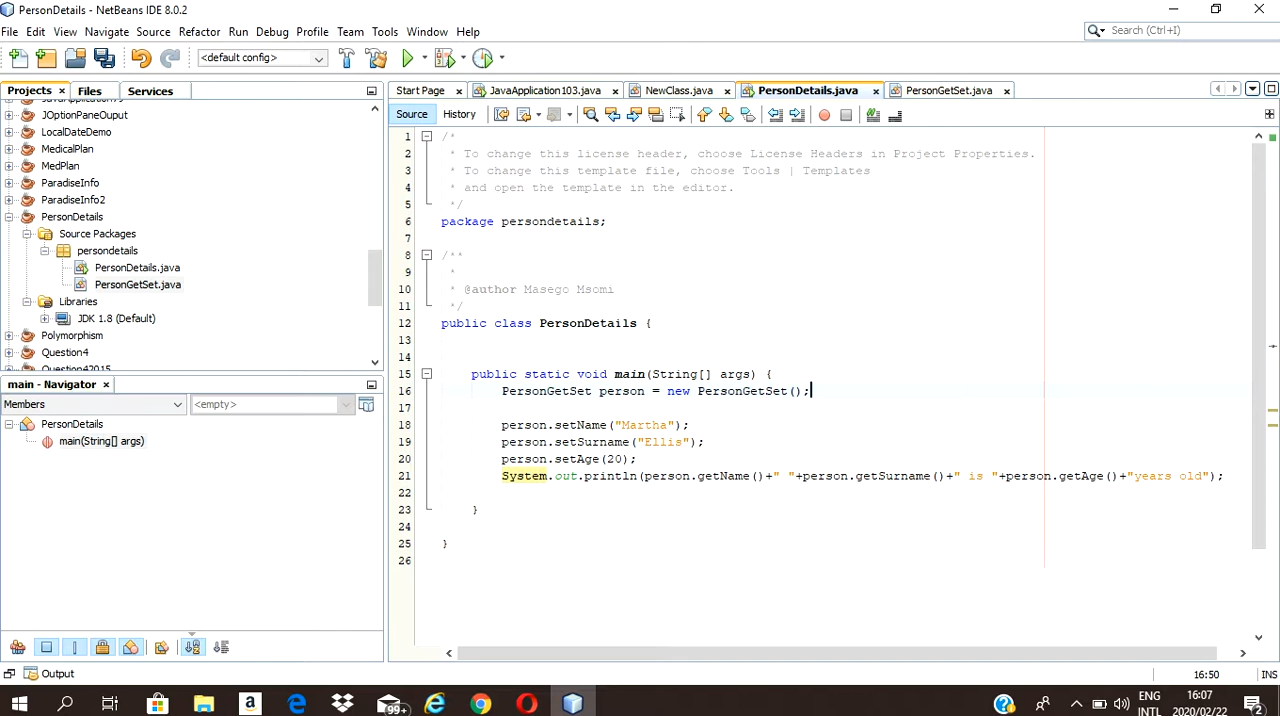 PersonDetails - NetBeans IDE 8.0.2
File Edit View Navigate Source Refactor Run Debug Profile Team Tools Window Help
Search (Ctrl+I)
<default config>
Projects Files Services
JOptionPaneOuput
LocalDateDemo
MedicalPlan
MedPlan
ParadiseInfo
ParadiseInfo2
PersonDetails
Source Packages
persondetails
PersonDetails.java
PersonGetSet.java
Libraries
JDK 1.8 (Default)
Polymorphism
Question4
Question42015
main - Navigator
Members <empty>
PersonDetails
main(String[] args)
Start Page JavaApplication103.java NewClass.java PersonDetails.java PersonGetSet.java
Source History
1 /*
2 * To change this license header, choose License Headers in Project Properties.
3 * To change this template file, choose Tools | Templates
4 * and open the template in the editor.
5 */
6 package persondetails;
7
8 /**
9 *
10 * @author Masego Msomi
11 */
12 public class PersonDetails {
13
14
15 public static void main(String[] args) {
16 PersonGetSet person = new PersonGetSet();
17
18 person.setName("Martha");
19 person.setSurname("Ellis");
20 person.setAge(20);
21 System.out.println(person.getName()+" "+person.getSurname()+" is "+person.getAge()+"years old");
22
23 }
24
25 }
26
Output
16:50 INS
99+
ENG
INTL
16:07
2020/02/22
2